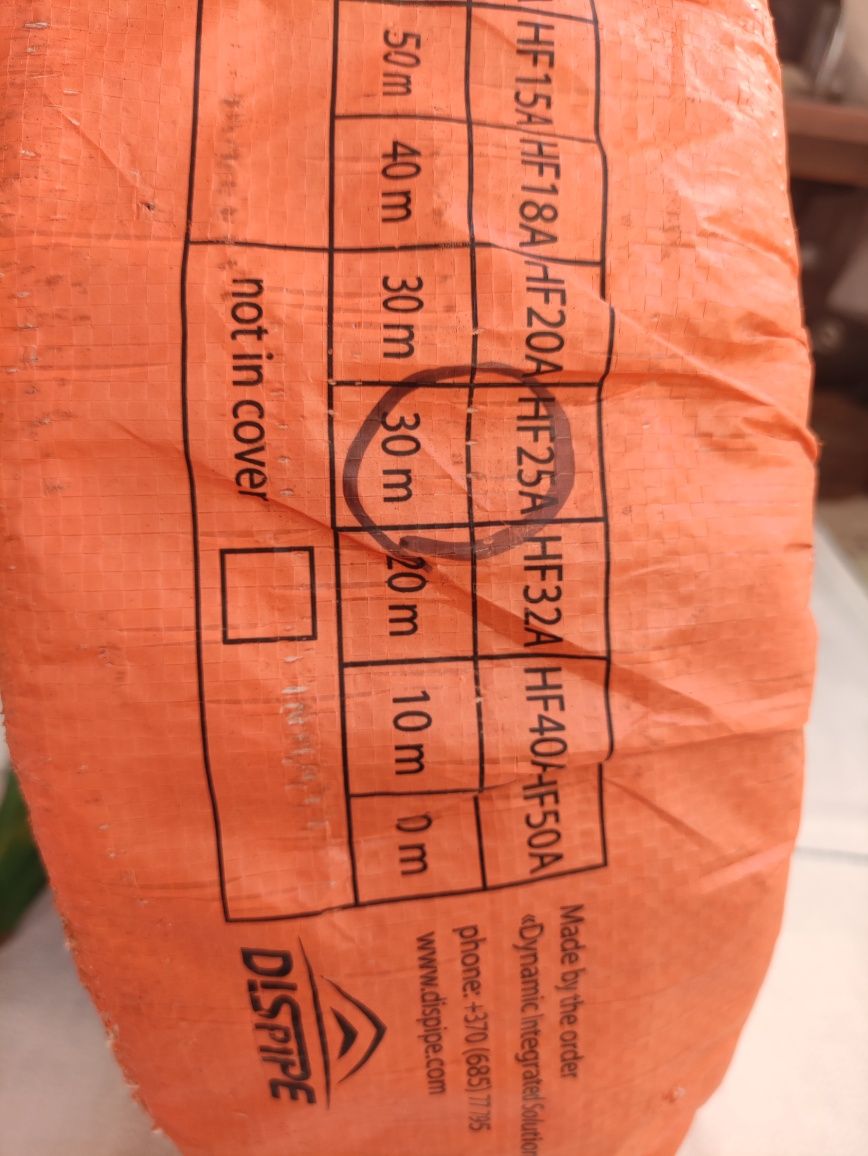 HF15A HF18A HF20A HF25A HF32A HF40A HF50A
50 m 40 m 30 m 30 m 20 m 10 m 0 m
not in cover
Made by the order
«Dynamic Integrated Solution
phone: +370 (685) 77 795
www.dispipe.com
DISPIPE